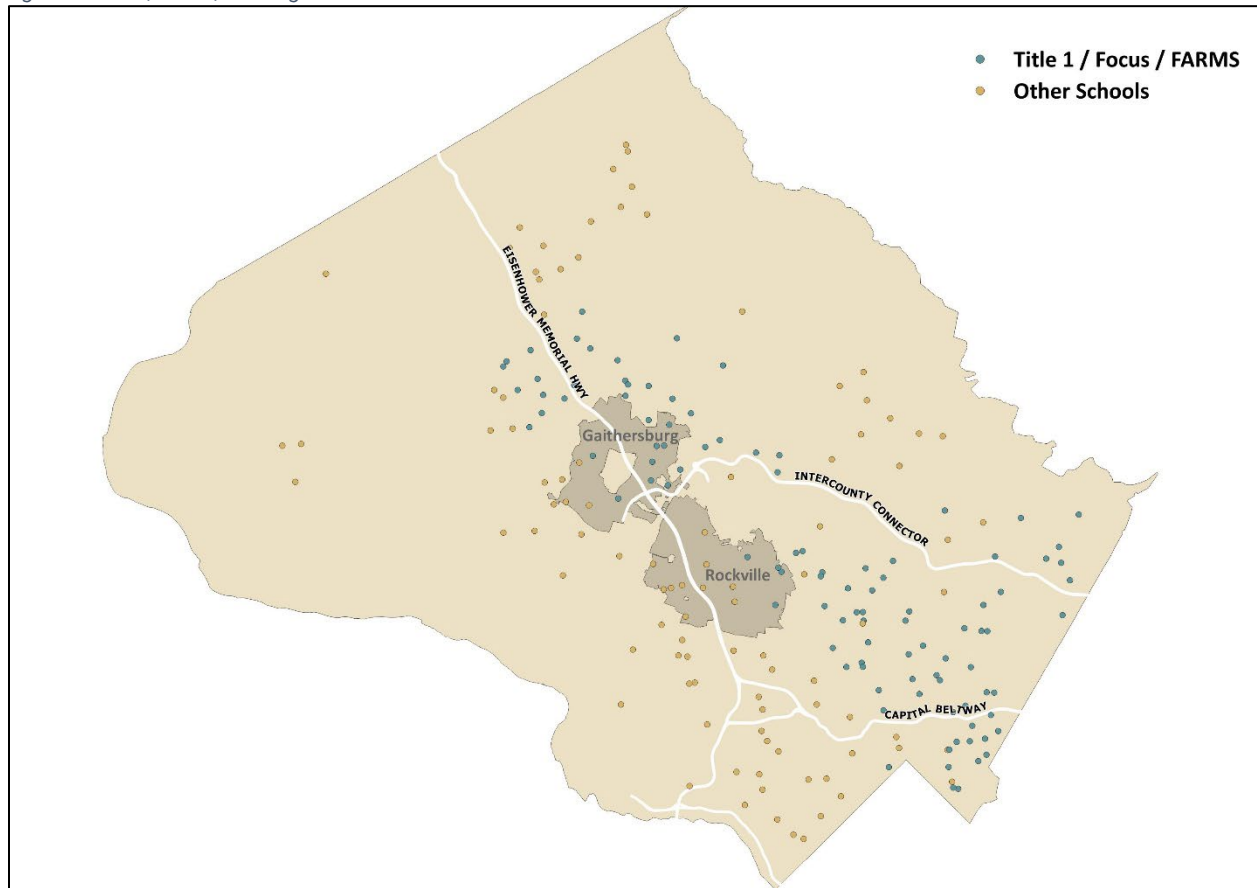 Title 1 / Focus / FARMS
Other Schools
EISENHOWER MEMORIAL HWY
Gaithersburg
INTERCOUNTY CONNECTOR
Rockville
CAPITAL BELTWAY